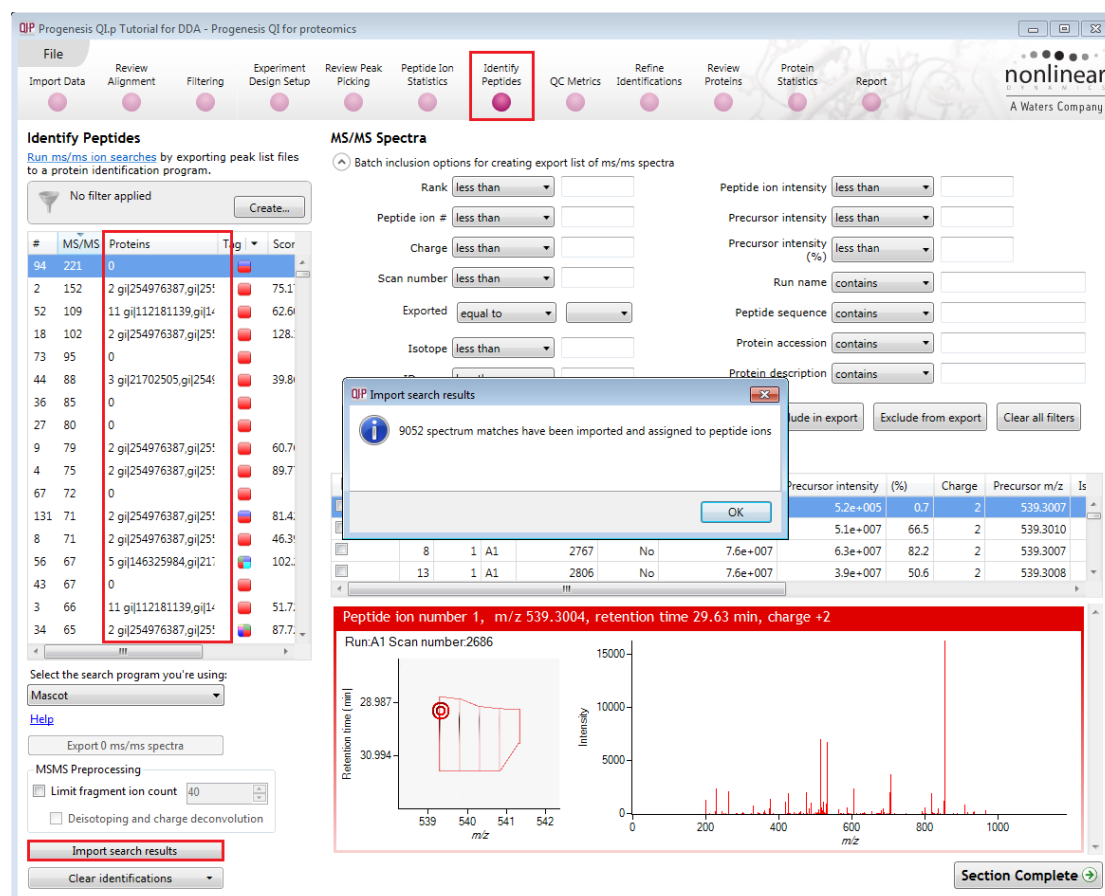 QIP Progenesis QI.p Tutorial for DDA - Progenesis QI for proteomics
File
Import Data
Review Alignment
Filtering
Experiment Design Setup
Review Peak Picking
Peptide Ion Statistics
Identify Peptides
QC Metrics
Refine Identifications
Review Proteins
Protein Statistics
Report
nonlinear
DYNAMICS
A Waters Company
Identify Peptides
Run ms/ms ion searches by exporting peak list files
to a protein identification program.
No filter applied
Create...
# MS/MS Proteins Tag Scor
94 221 0
2 152 2 gi|254976387,gi|255 75.1
52 109 11 gi|112181139,gi|14 62.6
18 102 2 gi|254976387,gi|255 128.
73 95 0
44 88 3 gi|21702505,gi|2549 39.8
36 85 0
27 80 0
9 79 2 gi|254976387,gi|255 60.7
4 75 2 gi|254976387,gi|255 89.7
67 72 0
131 71 2 gi|254976387,gi|255 81.4
8 71 2 gi|254976387,gi|255 46.3
56 67 5 gi|146325984,gi|217 102.
43 67 0
3 66 11 gi|112181139,gi|14 51.7
34 65 2 gi|254976387,gi|255 87.7
Select the search program you're using:
Mascot
Help
Export 0 ms/ms spectra
MSMS Preprocessing
Limit fragment ion count 40
Deisotoping and charge deconvolution
Import search results
Clear identifications
MS/MS Spectra
Batch inclusion options for creating export list of ms/ms spectra
Rank less than
Peptide ion # less than
Charge less than
Scan number less than
Exported equal to
Isotope less than
Peptide ion intensity less than
Precursor intensity less than
Precursor intensity (%) less than
Run name contains
Peptide sequence contains
Protein accession contains
Protein description contains
lude in export
Exclude from export
Clear all filters
QIP Import search results
9052 spectrum matches have been imported and assigned to peptide ions
OK
Precursor intensity (%) Charge Precursor m/z Is
5.2e+005 0.7 2 539.3007
5.1e+007 66.5 2 539.3010
8 1 A1 2767 No 7.6e+007 6.3e+007 82.2 2 539.3007
13 1 A1 2806 No 7.6e+007 3.9e+007 50.6 2 539.3008
Peptide ion number 1, m/z 539.3004, retention time 29.63 min, charge +2
Run:A1 Scan number:2686
Retention time (min)
28.987
30.994
539 540 541 542
m/z
Intensity
15000
10000
5000
0
0 200 400 600 800 1000
m/z
Section Complete